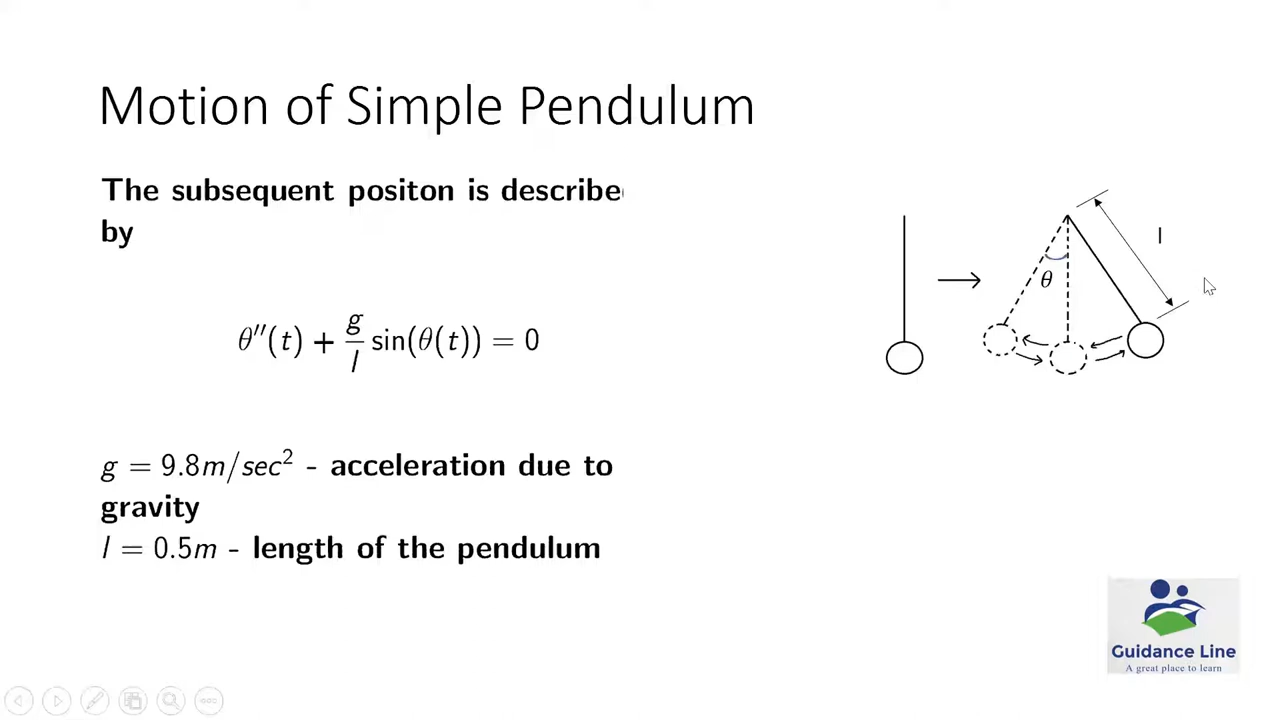 Motion of Simple Pendulum
The subsequent positon is describe
by
θ′′(t) + g/l sin(θ(t)) = 0
g = 9.8m/sec² - acceleration due to
gravity
l = 0.5m - length of the pendulum
l
θ
Guidance Line
A great place to learn